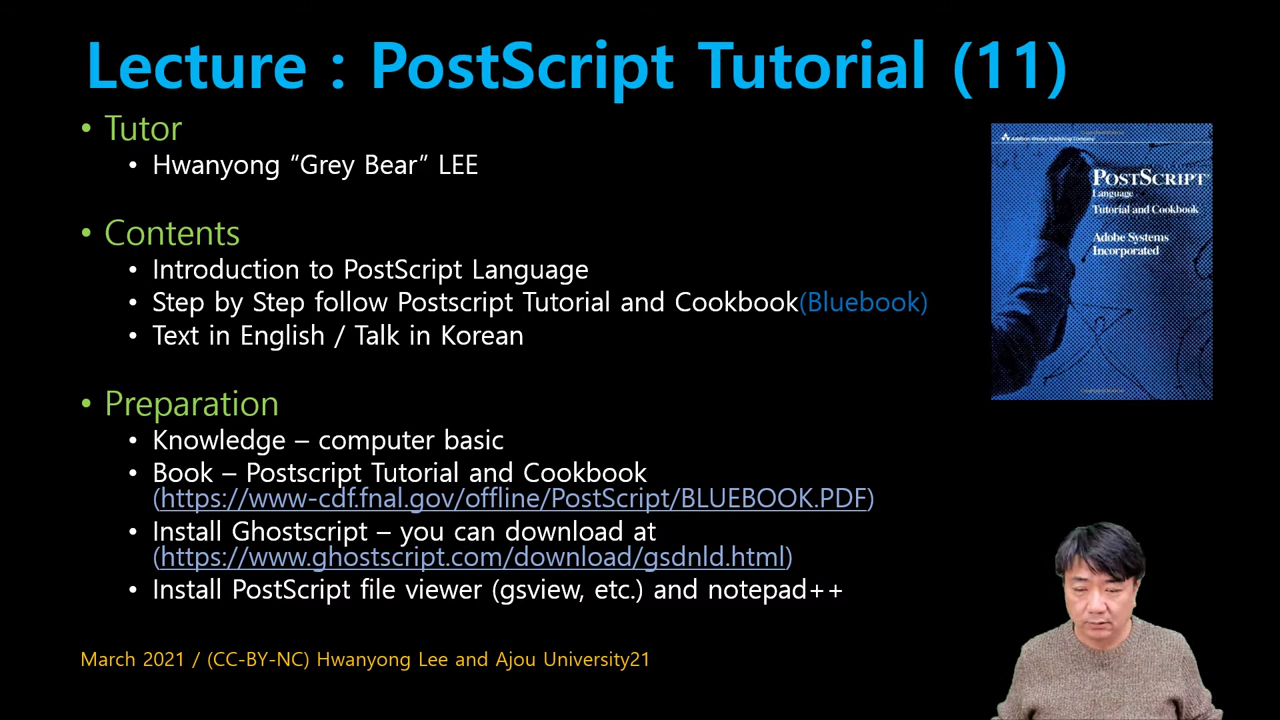 Lecture : PostScript Tutorial (11)
• Tutor
• Hwanyong “Grey Bear” LEE
• Contents
• Introduction to PostScript Language
• Step by Step follow Postscript Tutorial and Cookbook(Bluebook)
• Text in English / Talk in Korean
• Preparation
• Knowledge – computer basic
• Book – Postscript Tutorial and Cookbook
(https://www-cdf.fnal.gov/offline/PostScript/BLUEBOOK.PDF)
• Install Ghostscript – you can download at
(https://www.ghostscript.com/download/gsdnld.html)
• Install PostScript file viewer (gsview, etc.) and notepad++
March 2021 / (CC-BY-NC) Hwanyong Lee and Ajou University21
Addison-Wesley Publishing Company
POSTSCRIPT®
Language
Tutorial and Cookbook
Adobe Systems
Incorporated